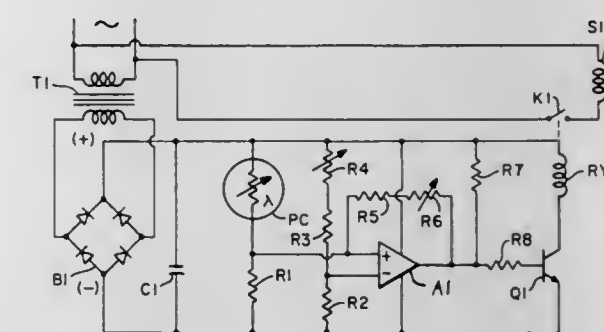 ~
S1
T1
K1
(+)
R4
R7
RY
λ
R5
R6
PC
R3
R8
+
B1
(-)
C1
R1
-
A1
R2
Q1